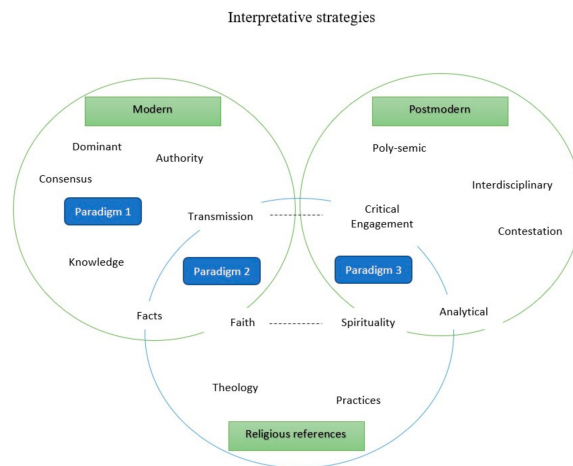 Interpretative strategies
Modern
Postmodern
Dominant
Authority
Poly-semic
Consensus
Interdisciplinary
Paradigm 1
Transmission
Critical
Engagement
Contestation
Knowledge
Paradigm 2
Paradigm 3
Facts
Faith
Spirituality
Analytical
Theology
Practices
Religious references